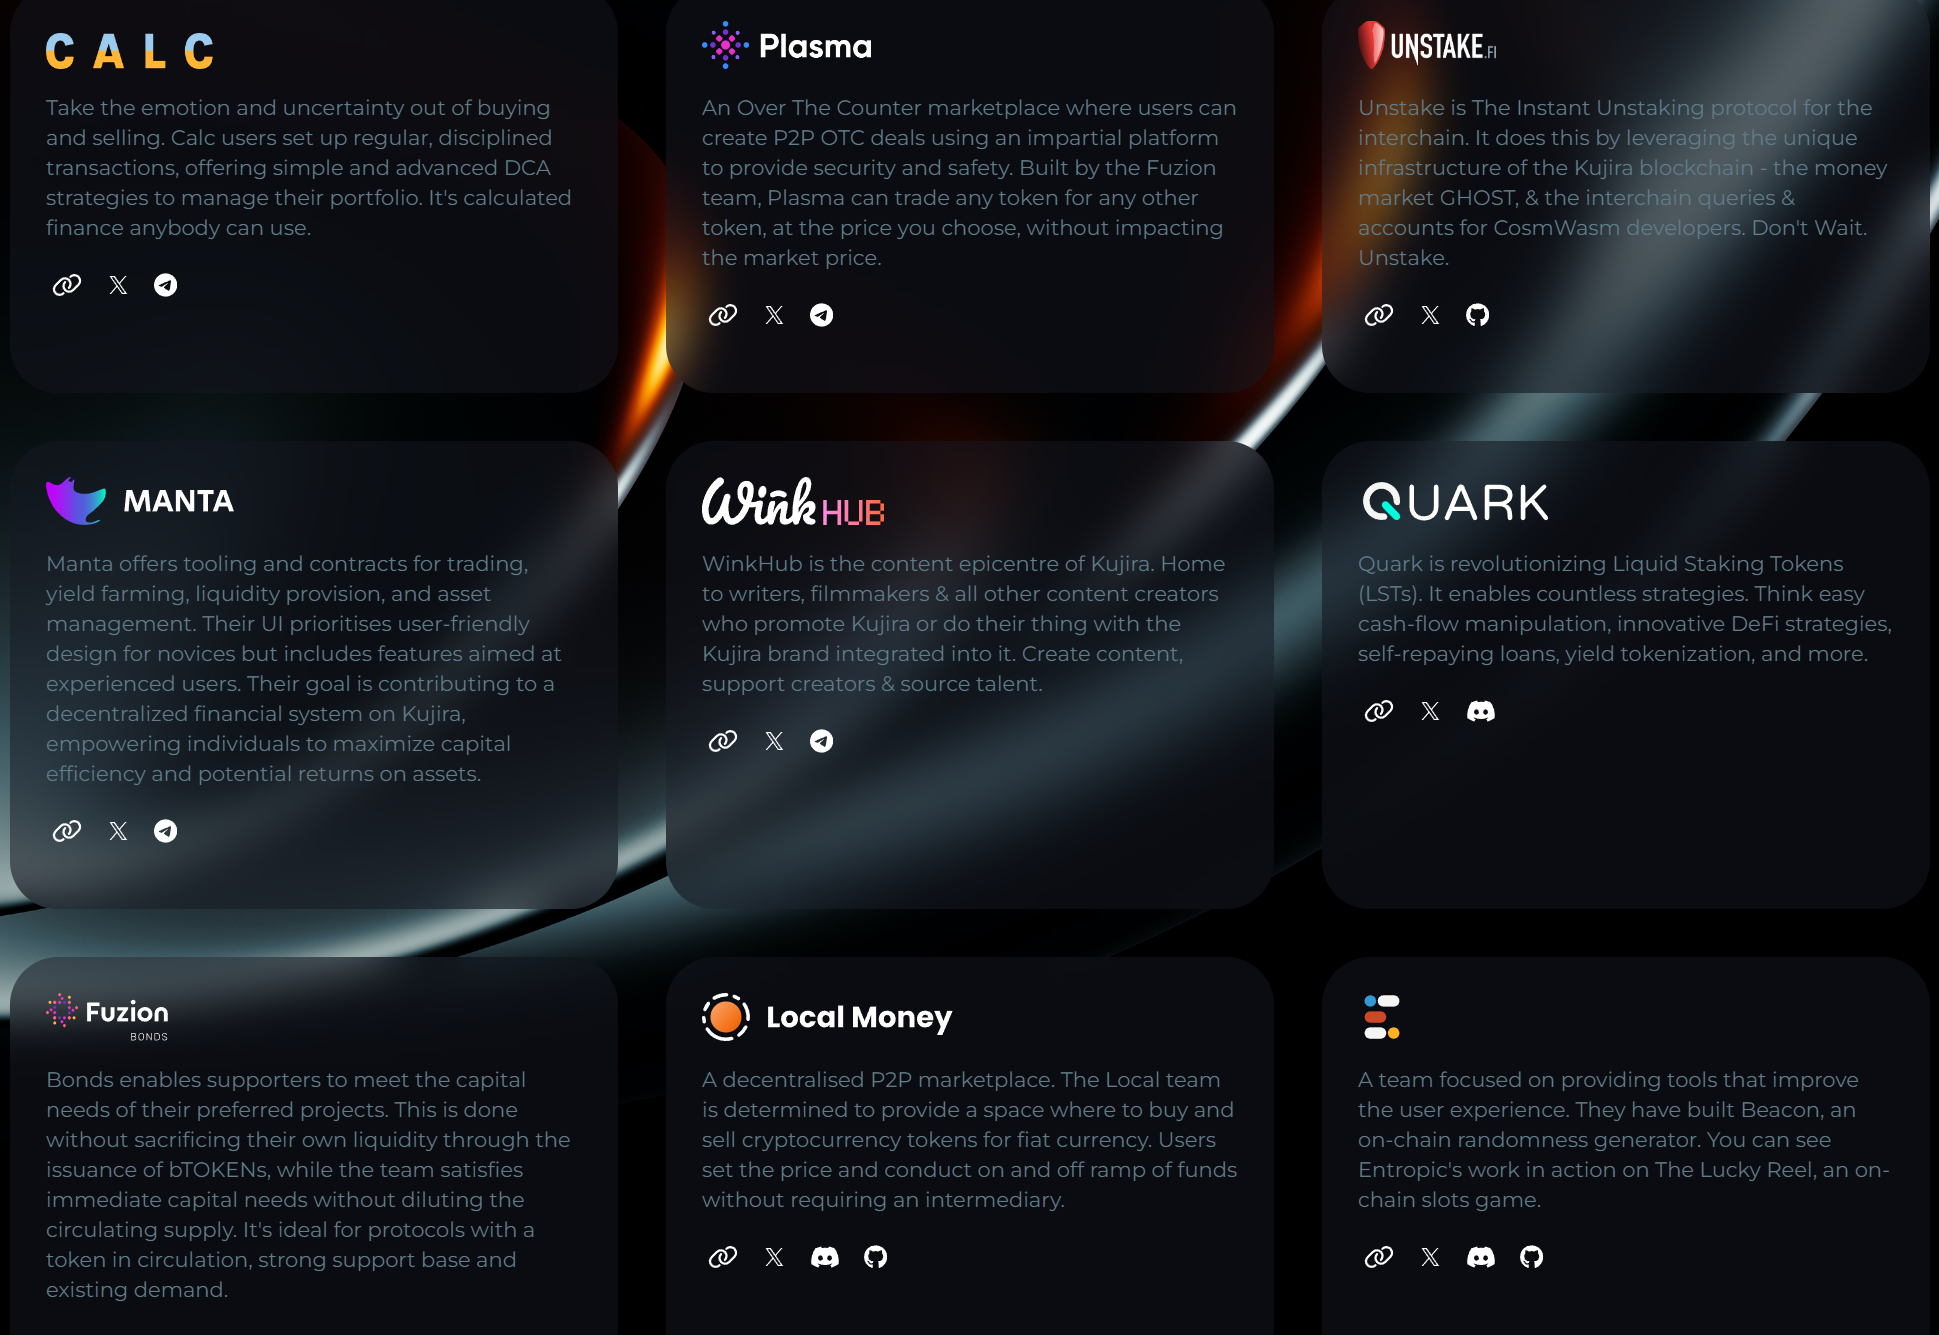 CALC
Take the emotion and uncertainty out of buying
and selling. Calc users set up regular, disciplined
transactions, offering simple and advanced DCA
strategies to manage their portfolio. It's calculated
finance anybody can use.
Plasma
An Over The Counter marketplace where users can
create P2P OTC deals using an impartial platform
to provide security and safety. Built by the Fuzion
team, Plasma can trade any token for any other
token, at the price you choose, without impacting
the market price.
UNSTAKE.FI
Unstake is The Instant Unstaking protocol for the
interchain. It does this by leveraging the unique
infrastructure of the Kujira blockchain - the money
market GHOST, & the interchain queries &
accounts for CosmWasm developers. Don't Wait.
Unstake.
MANTA
Manta offers tooling and contracts for trading,
yield farming, liquidity provision, and asset
management. Their UI prioritises user-friendly
design for novices but includes features aimed at
experienced users. Their goal is contributing to a
decentralized financial system on Kujira,
empowering individuals to maximize capital
efficiency and potential returns on assets.
Wink HUB
WinkHub is the content epicentre of Kujira. Home
to writers, filmmakers & all other content creators
who promote Kujira or do their thing with the
Kujira brand integrated into it. Create content,
support creators & source talent.
QUARK
Quark is revolutionizing Liquid Staking Tokens
(LSTs). It enables countless strategies. Think easy
cash-flow manipulation, innovative DeFi strategies,
self-repaying loans, yield tokenization, and more.
Fuzion
BONDS
Bonds enables supporters to meet the capital
needs of their preferred projects. This is done
without sacrificing their own liquidity through the
issuance of bTOKENs, while the team satisfies
immediate capital needs without diluting the
circulating supply. It's ideal for protocols with a
token in circulation, strong support base and
existing demand.
Local Money
A decentralised P2P marketplace. The Local team
is determined to provide a space where to buy and
sell cryptocurrency tokens for fiat currency. Users
set the price and conduct on and off ramp of funds
without requiring an intermediary.
A team focused on providing tools that improve
the user experience. They have built Beacon, an
on-chain randomness generator. You can see
Entropic's work in action on The Lucky Reel, an on-
chain slots game.